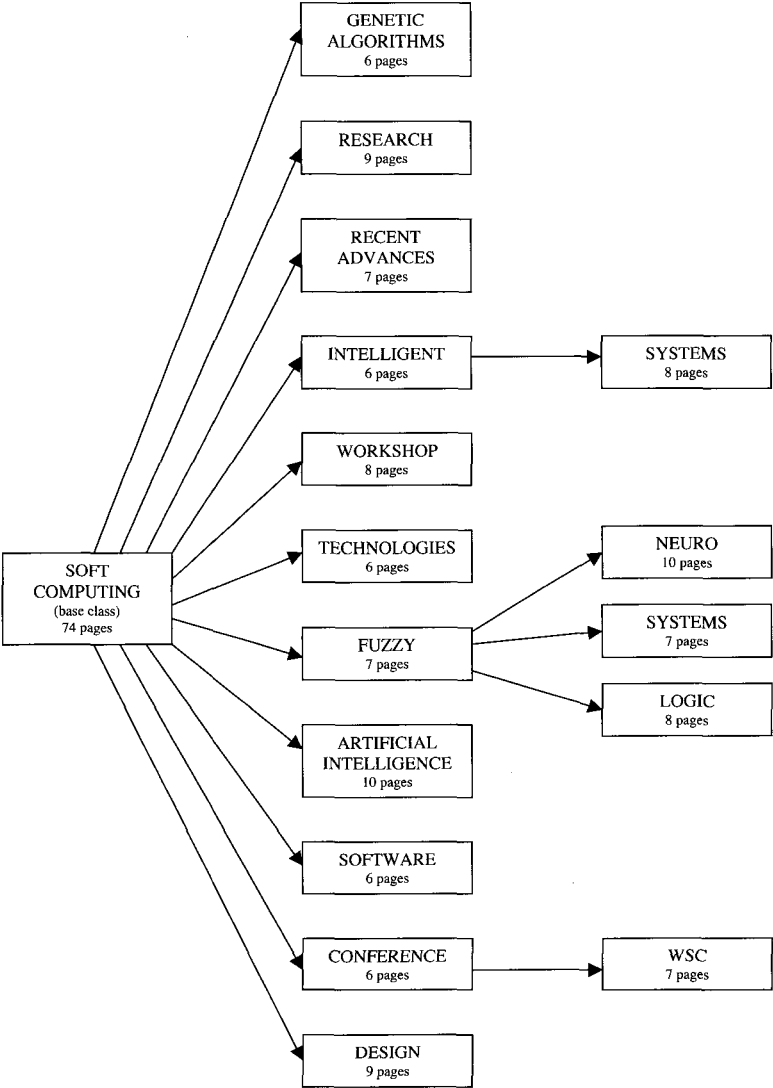 GENETIC
ALGORITHMS
6 pages
RESEARCH
9 pages
RECENT
ADVANCES
7 pages
INTELLIGENT
6 pages
SYSTEMS
8 pages
WORKSHOP
8 pages
SOFT
COMPUTING
(base class)
74 pages
TECHNOLOGIES
6 pages
NEURO
10 pages
FUZZY
7 pages
SYSTEMS
7 pages
LOGIC
8 pages
ARTIFICIAL
INTELLIGENCE
10 pages
SOFTWARE
6 pages
CONFERENCE
6 pages
WSC
7 pages
DESIGN
9 pages